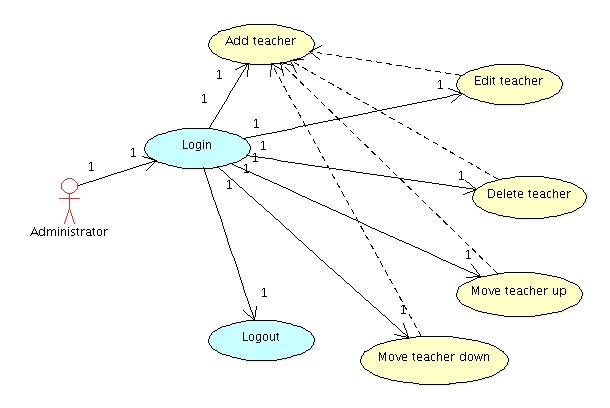 Add teacher
1
Edit teacher
1
1
1
Login
1
1
1
1
1
1
Delete teacher
1
Administrator
1
Move teacher up
1
1
Logout
Move teacher down